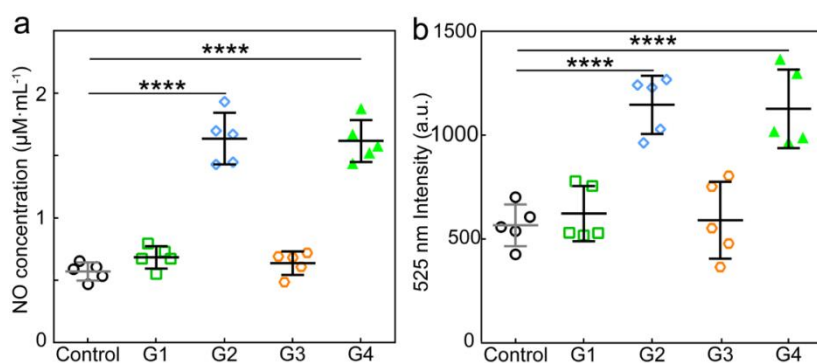 a
NO concentration (μM·mL⁻¹)
2
1
0
****
****
Control G1 G2 G3 G4
b
525 nm Intensity (a.u.)
1500
1000
500
0
****
****
Control G1 G2 G3 G4